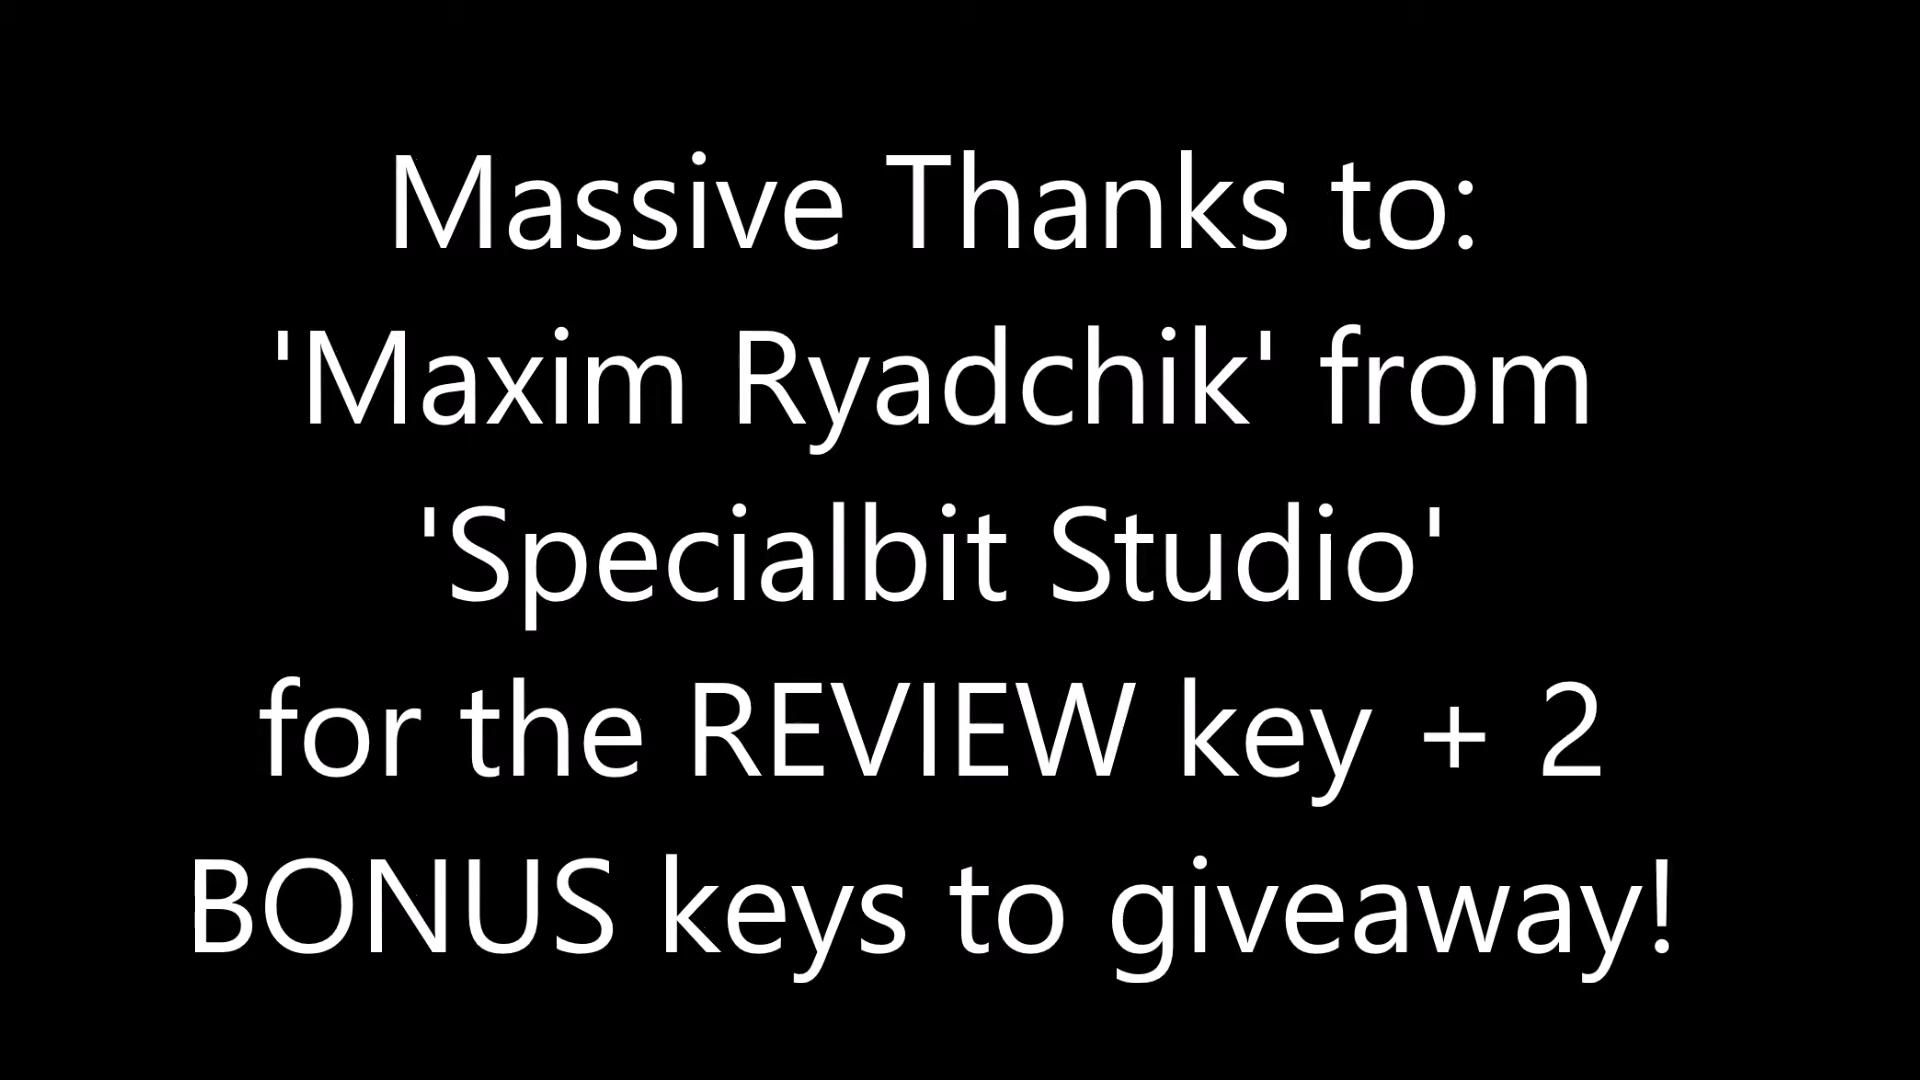 Massive Thanks to:
'Maxim Ryadchik' from
'Specialbit Studio'
for the REVIEW key + 2
BONUS keys to giveaway!